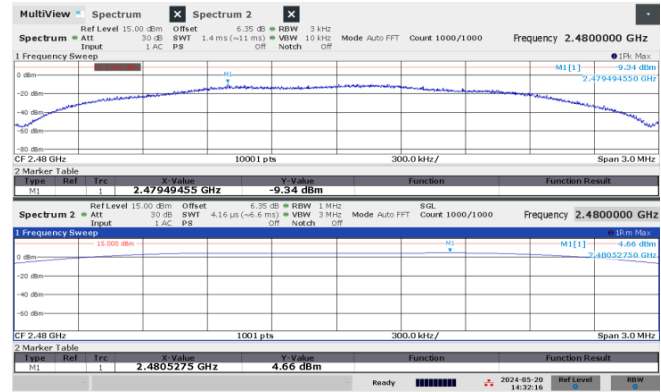 MultiView Spectrum Spectrum 2
Ref Level 15.00 dBm Offset 6.35 dB RBW 3 kHz
Spectrum Att 30 dB SWT 1.4 ms (~11 ms) VBW 10 kHz Mode Auto FFT Count 1000/1000 Frequency 2.4800000 GHz
Input 1 AC PS Off Notch Off
1 Frequency Sweep 1Pk Max
M1[1] -9.34 dBm
2.479494550 GHz
0 dBm
M1
-20 dBm
-40 dBm
-60 dBm
-80 dBm
CF 2.48 GHz 10001 pts 300.0 kHz/ Span 3.0 MHz
2 Marker Table
Type Ref Trc X-Value Y-Value Function Function Result
M1 1 2.47949455 GHz -9.34 dBm
Ref Level 15.00 dBm Offset 6.35 dB RBW 1 MHz SGL
Spectrum 2 Att 30 dB SWT 4.16 µs (~6.6 ms) VBW 3 MHz Mode Auto FFT Count 1000/1000 Frequency 2.4800000 GHz
Input 1 AC PS Off Notch Off
1 Frequency Sweep 1Rm Max
15.000 dBm M1 M1[1] 4.66 dBm
2.48052750 GHz
0 dBm
-20 dBm
-40 dBm
-60 dBm
CF 2.48 GHz 1001 pts 300.0 kHz/ Span 3.0 MHz
2 Marker Table
Type Ref Trc X-Value Y-Value Function Function Result
M1 1 2.4805275 GHz 4.66 dBm
Ready 2024-05-20 14:32:16 Ref Level RBW